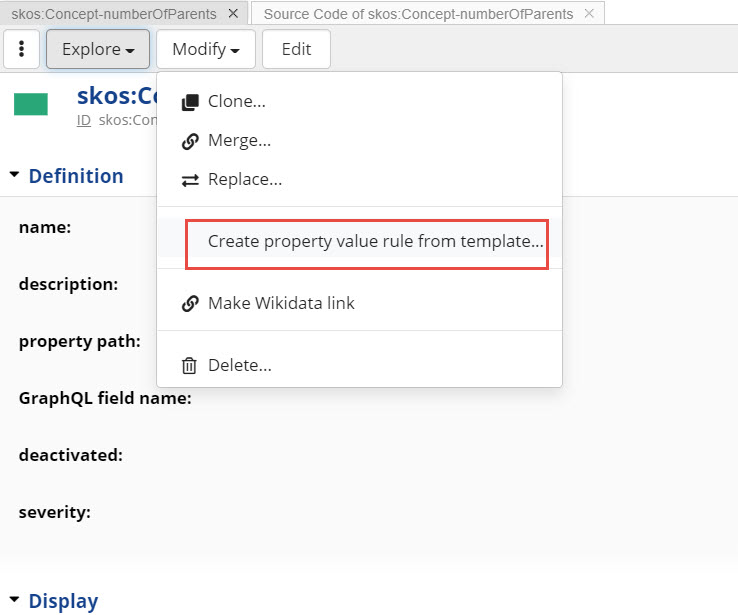 skos:Concept-numberOfParents
Source Code of skos:Concept-numberOfParents
Explore
Modify
Edit
skos:Co
ID skos:Con
Clone...
Merge...
Replace...
Create property value rule from template...
Make Wikidata link
Delete...
Definition
name:
description:
property path:
GraphQL field name:
deactivated:
severity:
Display